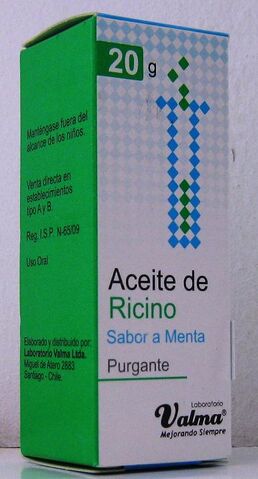 Manténgase fuera del
alcance de los niños.
Venta directa en
establecimientos
tipo A y B.
Reg. I.S.P. N-65/09
Uso Oral
Elaborado y distribuido por:
Laboratorio Valma Ltda.
Miguel de Atero 2883
Santiago - Chile.
20 g
Aceite de
Ricino
Sabor a Menta
Purgante
Laboratorio
Valma®
Mejorando Siempre